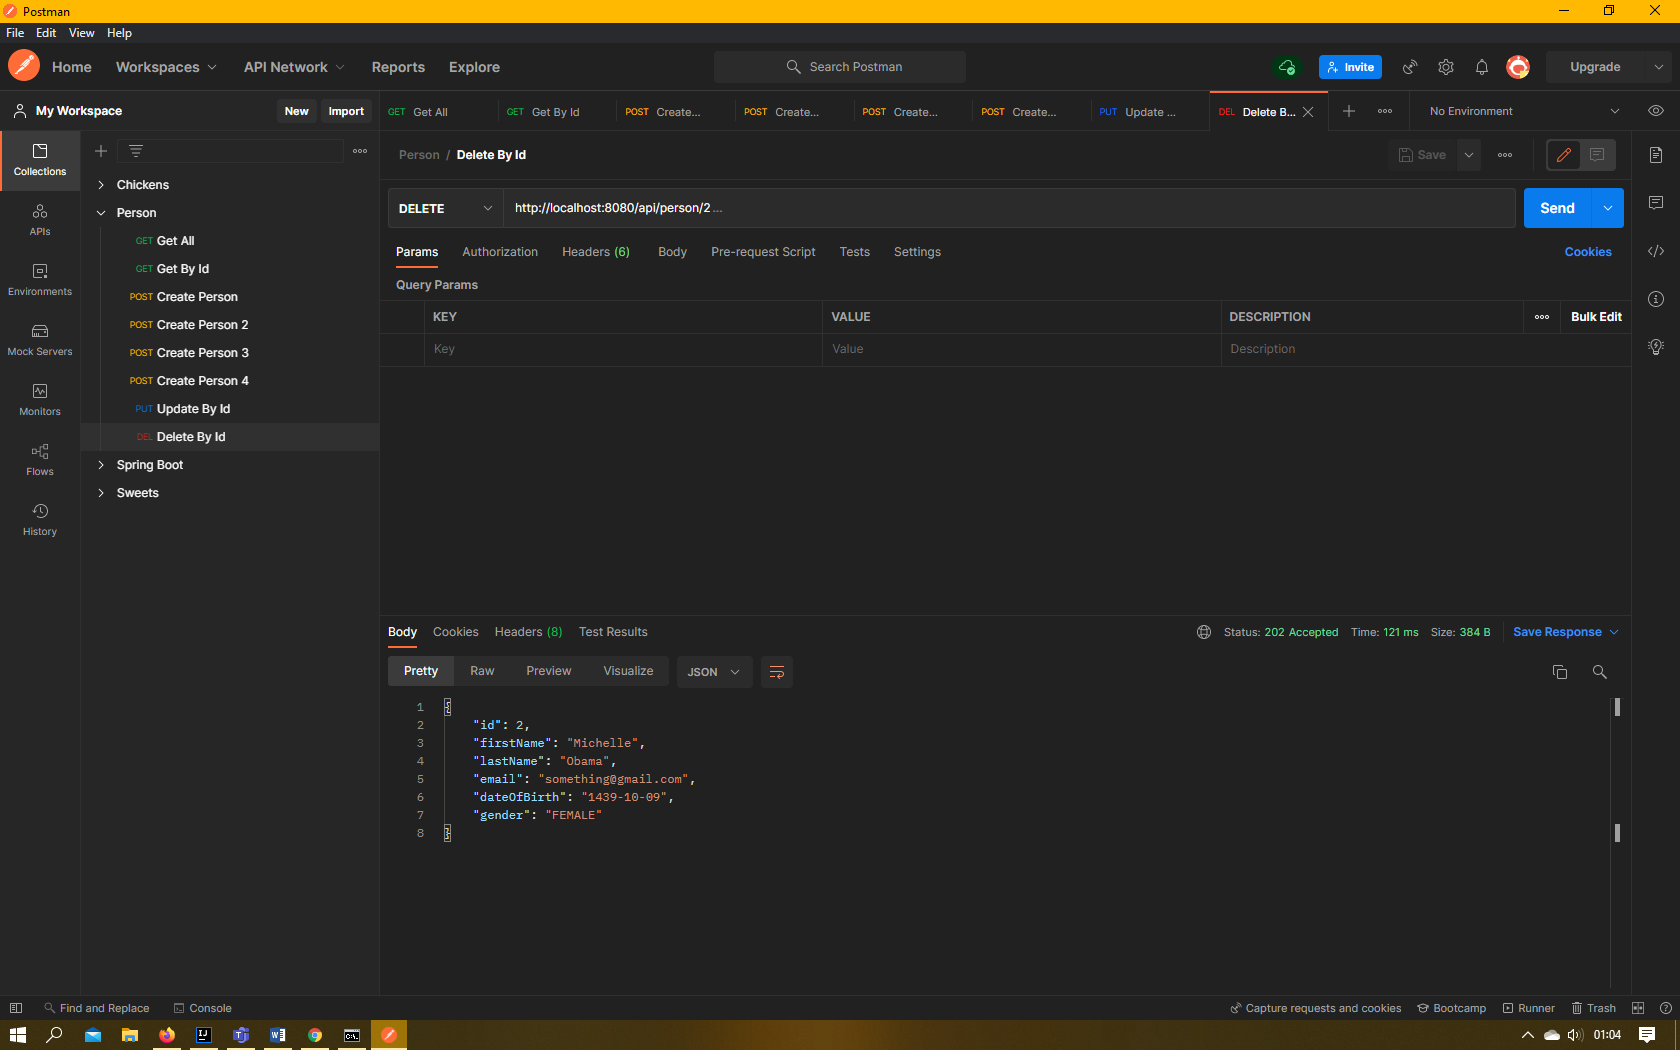 Postman
File Edit View Help
Home Workspaces API Network Reports Explore Search Postman Invite Upgrade
My Workspace New Import
GET Get All GET Get By Id POST Create... POST Create... POST Create... POST Create... PUT Update ... DEL Delete B... No Environment
Person / Delete By Id Save
DELETE http://localhost:8080/api/person/2 ... Send
Params Authorization Headers (6) Body Pre-request Script Tests Settings Cookies
Query Params
KEY VALUE DESCRIPTION Bulk Edit
Key Value Description
Collections
APIs
Environments
Mock Servers
Monitors
Flows
History
Chickens
Person
GET Get All
GET Get By Id
POST Create Person
POST Create Person 2
POST Create Person 3
POST Create Person 4
PUT Update By Id
DEL Delete By Id
Spring Boot
Sweets
Body Cookies Headers (8) Test Results Status: 202 Accepted Time: 121 ms Size: 384 B Save Response
Pretty Raw Preview Visualize JSON
1 {
2 "id": 2,
3 "firstName": "Michelle",
4 "lastName": "Obama",
5 "email": "something@gmail.com",
6 "dateOfBirth": "1439-10-09",
7 "gender": "FEMALE"
8 }
Find and Replace Console Capture requests and cookies Bootcamp Runner Trash
01:04